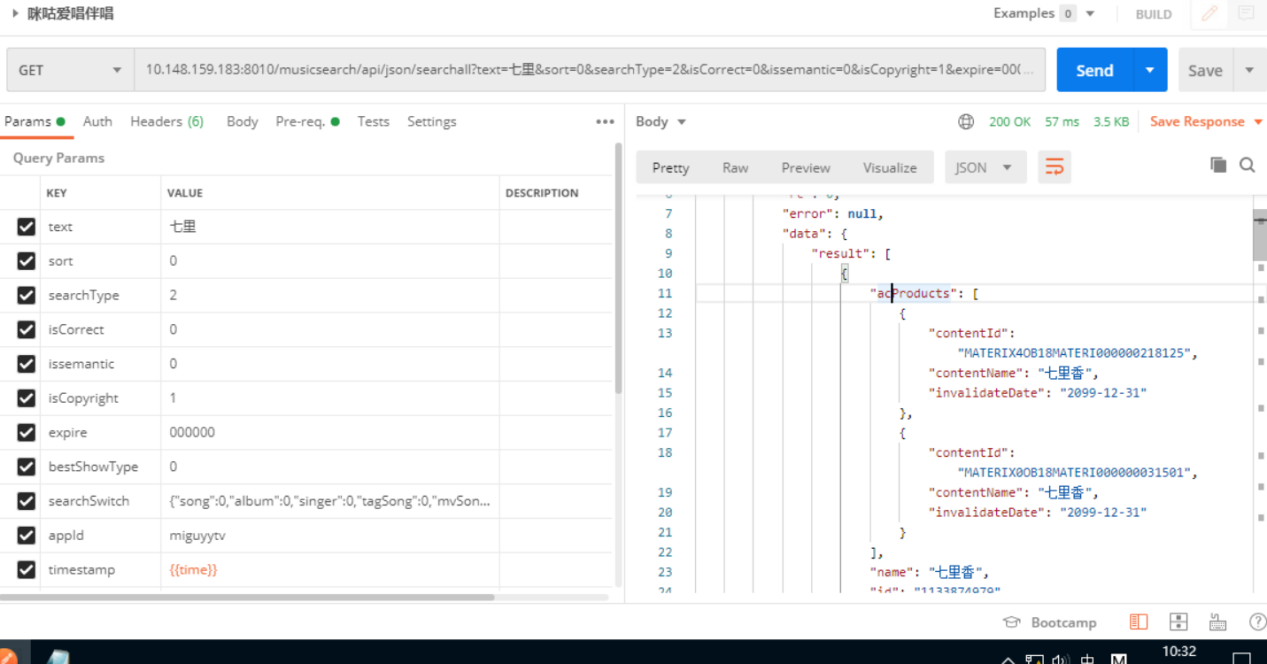 咪咕爱唱伴唱
Examples 0 BUILD
GET 10.148.159.183:8010/musicsearch/api/json/searchall?text=七里&sort=0&searchType=2&isCorrect=0&issemantic=0&isCopyright=1&expire=00(... Send Save
Params Auth Headers (6) Body Pre-req. Tests Settings •••
Query Params
KEY VALUE DESCRIPTION
text 七里
sort 0
searchType 2
isCorrect 0
issemantic 0
isCopyright 1
expire 000000
bestShowType 0
searchSwitch {"song":0,"album":0,"singer":0,"tagSong":0,"mvSon...
appId miguyytv
timestamp {{time}}
Body 200 OK 57 ms 3.5 KB Save Response
Pretty Raw Preview Visualize JSON
7 "error": null,
8 "data": {
9 "result": [
10 {
11 "acProducts": [
12 {
13 "contentId":
"MATERIX4OB18MATERI000000218125",
14 "contentName": "七里香",
15 "invalidateDate": "2099-12-31"
16 },
17 {
18 "contentId":
"MATERIX0OB18MATERI000000031501",
19 "contentName": "七里香",
20 "invalidateDate": "2099-12-31"
21 }
22 ],
23 "name": "七里香",
24 "id": "1133874979"
Bootcamp
中 M 10:32